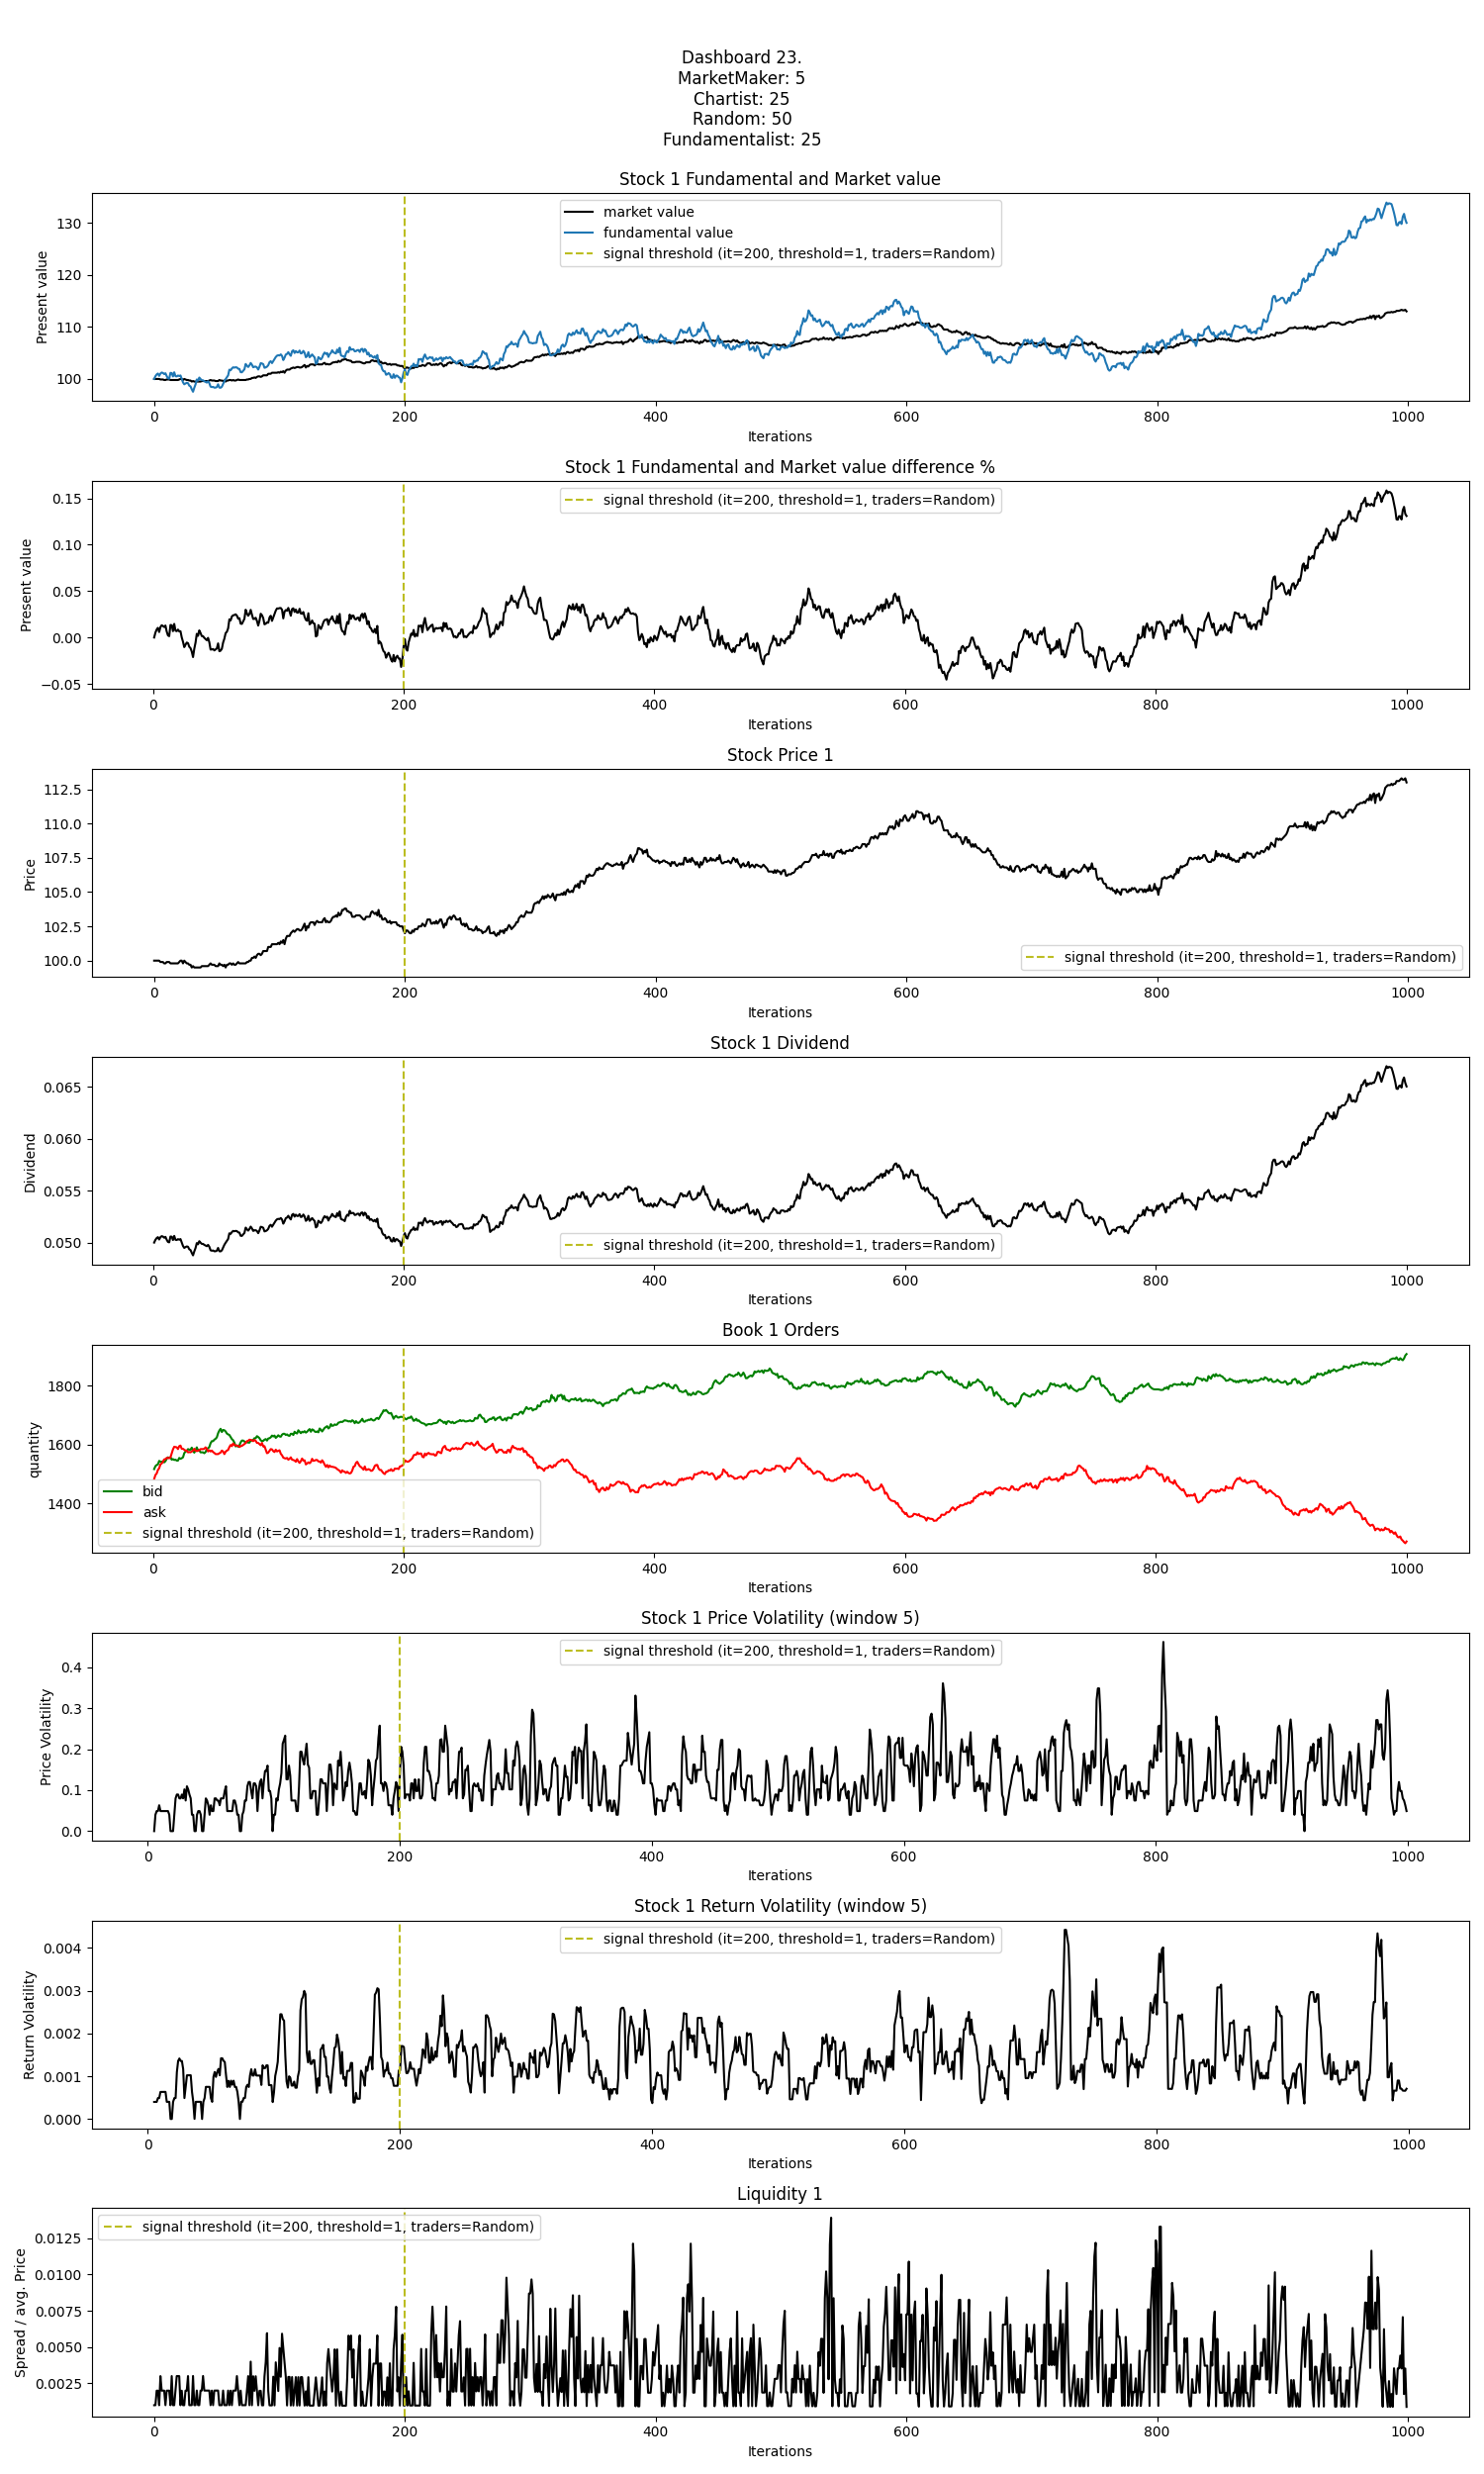 Dashboard 23.
MarketMaker: 5
Chartist: 25
Random: 50
Fundamentalist: 25
Stock 1 Fundamental and Market value
market value
fundamental value
signal threshold (it=200, threshold=1, traders=Random)
Present value
130
120
110
100
0 200 400 600 800 1000
Iterations
Stock 1 Fundamental and Market value difference %
signal threshold (it=200, threshold=1, traders=Random)
Present value
0.15
0.10
0.05
0.00
−0.05
0 200 400 600 800 1000
Iterations
Stock Price 1
Price
112.5
110.0
107.5
105.0
102.5
100.0
signal threshold (it=200, threshold=1, traders=Random)
0 200 400 600 800 1000
Iterations
Stock 1 Dividend
Dividend
0.065
0.060
0.055
0.050
signal threshold (it=200, threshold=1, traders=Random)
0 200 400 600 800 1000
Iterations
Book 1 Orders
quantity
1800
1600
1400
bid
ask
signal threshold (it=200, threshold=1, traders=Random)
0 200 400 600 800 1000
Iterations
Stock 1 Price Volatility (window 5)
signal threshold (it=200, threshold=1, traders=Random)
Price Volatility
0.4
0.3
0.2
0.1
0.0
0 200 400 600 800 1000
Iterations
Stock 1 Return Volatility (window 5)
signal threshold (it=200, threshold=1, traders=Random)
Return Volatility
0.004
0.003
0.002
0.001
0.000
0 200 400 600 800 1000
Iterations
Liquidity 1
signal threshold (it=200, threshold=1, traders=Random)
Spread / avg. Price
0.0125
0.0100
0.0075
0.0050
0.0025
0 200 400 600 800 1000
Iterations